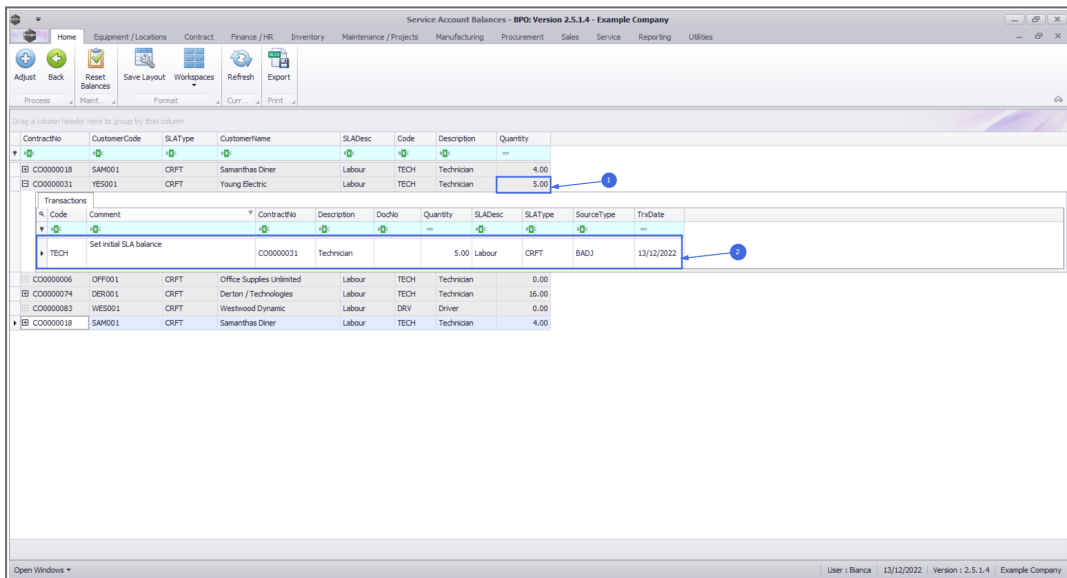 Service Account Balances - BPO: Version 2.5.1.4 - Example Company
Home Equipment / Locations Contract Finance / HR Inventory Maintenance / Projects Manufacturing Procurement Sales Service Reporting Utilities
Adjust Back Reset Balances Save Layout Workspaces Refresh Export
Process Maint... Format Curr... Print
Drag a column header here to group by that column
ContractNo CustomerCode SLAType CustomerName SLADesc Code Description Quantity
=
CO0000018 SAM001 CRFT Samanthas Diner Labour TECH Technician 4.00
CO0000031 YES001 CRFT Young Electric Labour TECH Technician 5.00
1
Transactions
Code Comment ContractNo Description DocNo Quantity SLADesc SLAType SourceType TrxDate
= =
TECH Set initial SLA balance CO0000031 Technician 5.00 Labour CRFT BADJ 13/12/2022
2
CO0000006 OFF001 CRFT Office Supplies Unlimited Labour TECH Technician 0.00
CO0000074 DER001 CRFT Derton / Technologies Labour TECH Technician 16.00
CO0000083 WES001 CRFT Westwood Dynamic Labour DRV Driver 0.00
CO0000018 SAM001 CRFT Samanthas Diner Labour TECH Technician 4.00
Open Windows User : Bianca 13/12/2022 Version : 2.5.1.4 Example Company